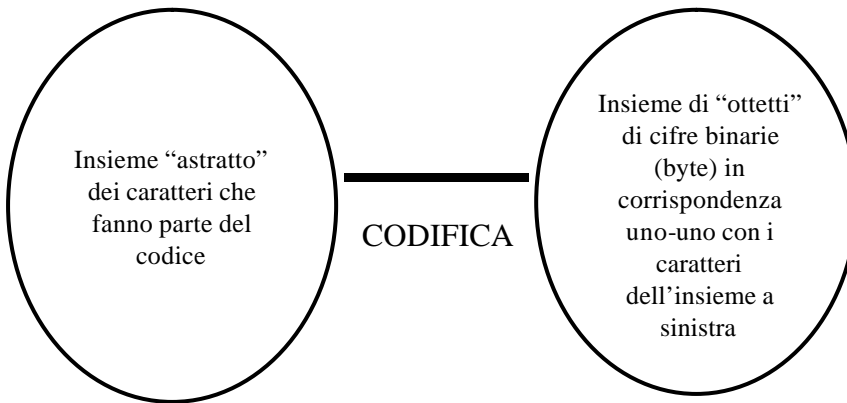 Insieme “astratto”
dei caratteri che
fanno parte del
codice
CODIFICA
Insieme di “ottetti”
di cifre binarie
(byte) in
corrispondenza
uno-uno con i
caratteri
dell’insieme a
sinistra